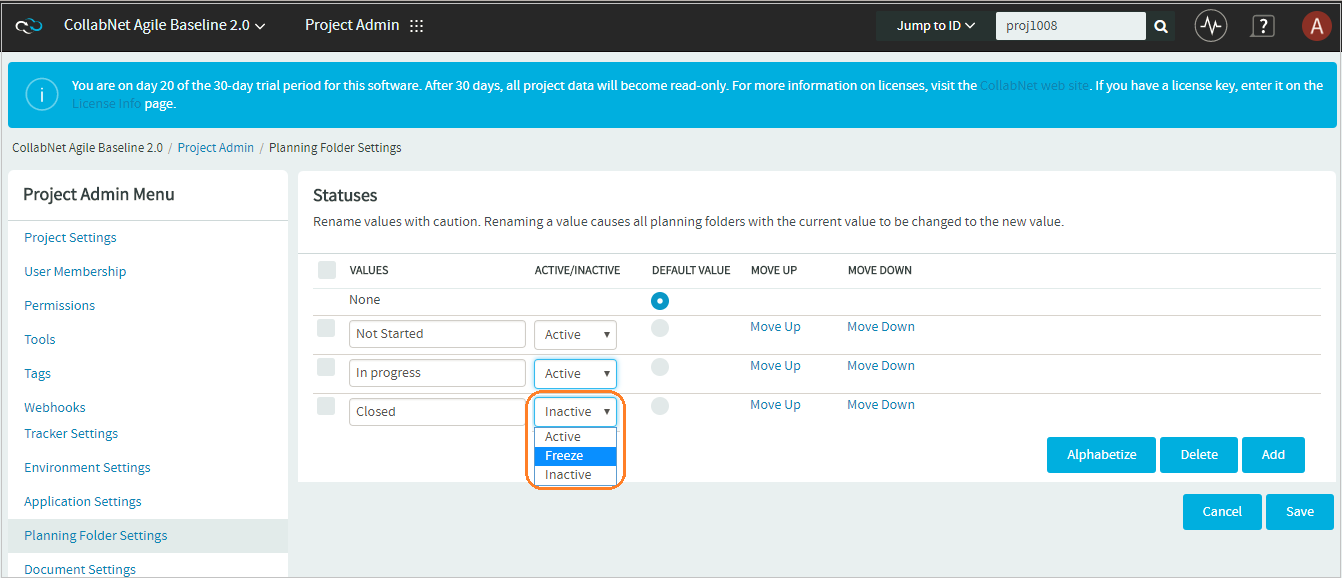 CollabNet Agile Baseline 2.0
Project Admin
Jump to ID
proj1008
?
A
i
You are on day 20 of the 30-day trial period for this software. After 30 days, all project data will become read-only. For more information on licenses, visit the CollabNet web site. If you have a license key, enter it on the
License Info page.
CollabNet Agile Baseline 2.0 / Project Admin / Planning Folder Settings
Project Admin Menu
Project Settings
User Membership
Permissions
Tools
Tags
Webhooks
Tracker Settings
Environment Settings
Application Settings
Planning Folder Settings
Document Settings
Statuses
Rename values with caution. Renaming a value causes all planning folders with the current value to be changed to the new value.
VALUES ACTIVE/INACTIVE DEFAULT VALUE MOVE UP MOVE DOWN
None
Not Started Active Move Up Move Down
In progress Active Move Up Move Down
Closed Inactive Move Up Move Down
Active
Freeze
Inactive
Alphabetize Delete Add
Cancel Save